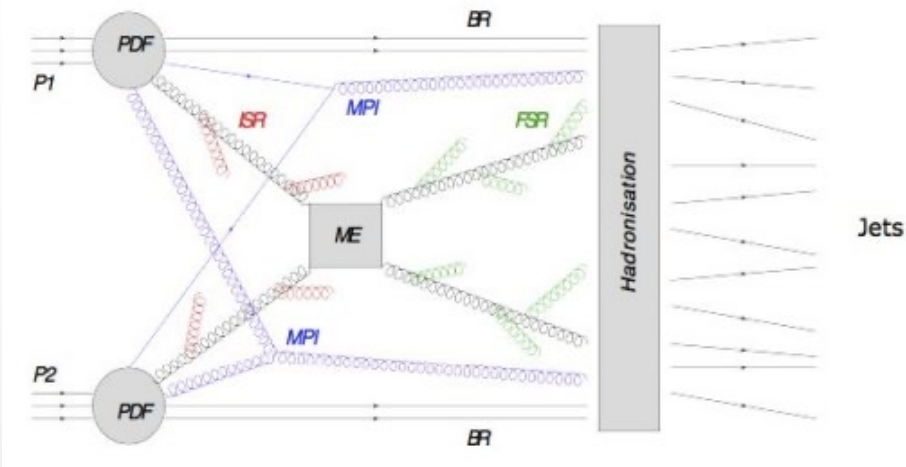 BR
PDF
P1
MPI
ISR
FSR
ME
Hadronisation
Jets
MPI
P2
PDF
BR